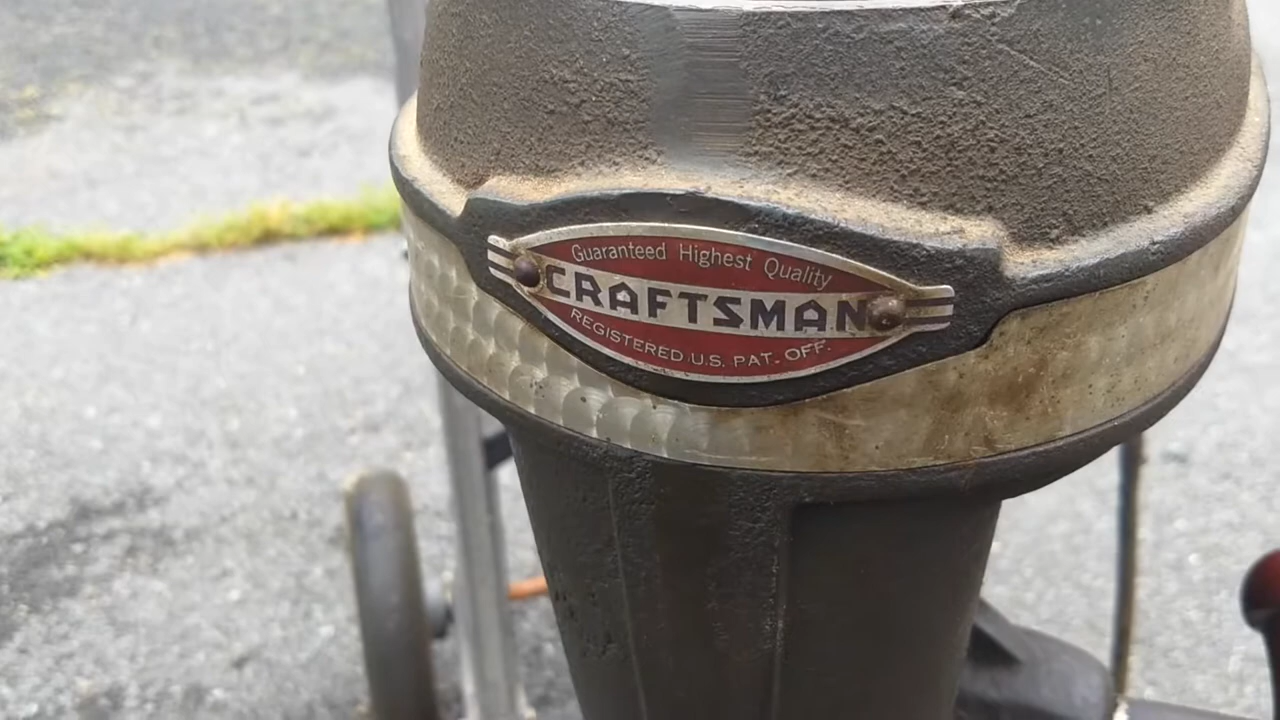 Guaranteed Highest Quality
CRAFTSMAN
REGISTERED U.S. PAT. OFF.